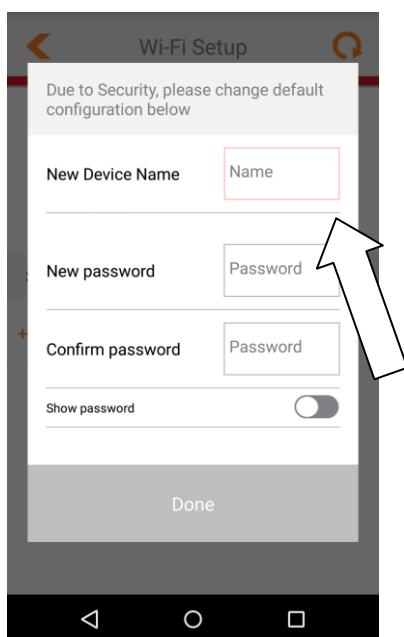 Wi-Fi Setup
Due to Security, please change default
configuration below
New Device Name
Name
New password
Password
Confirm password
Password
Show password
Done